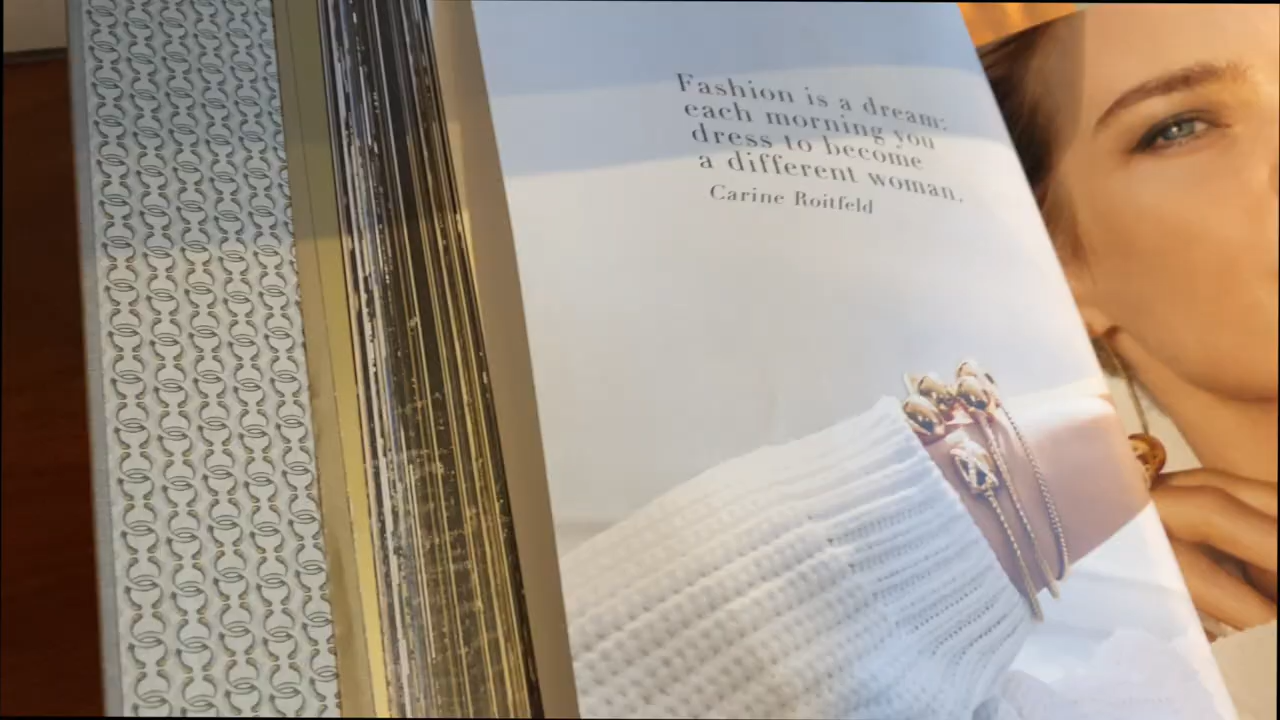 Fashion is a dream:
each morning you
dress to become
a different woman.
Carine Roitfeld